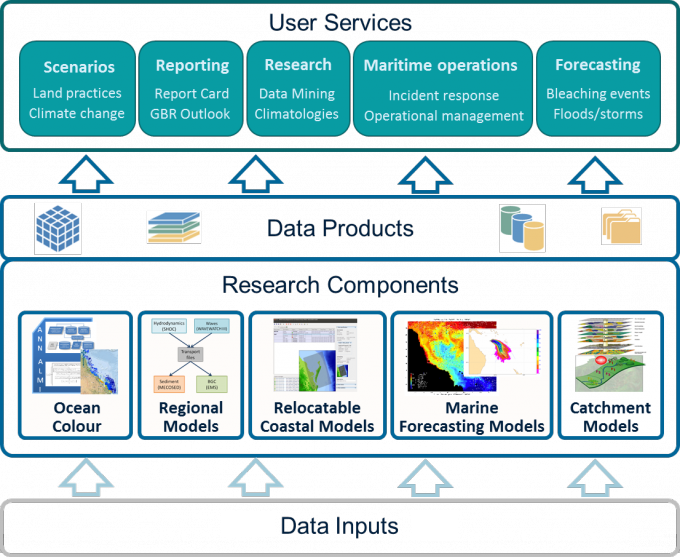 User Services
Scenarios
Land practices
Climate change
Reporting
Report Card
GBR Outlook
Research
Data Mining
Climatologies
Maritime operations
Incident response
Operational management
Forecasting
Bleaching events
Floods/storms
Data Products
Research Components
ANN ALMI
Ocean
Colour
Hydrodynamics
(SHOC)
Waves
(WAVEWATCH III)
Transport
files
Sediment
(MECOSED)
BGC
(EMS)
Regional
Models
Relocatable
Coastal Models
Marine
Forecasting Models
Catchment
Models
Data Inputs